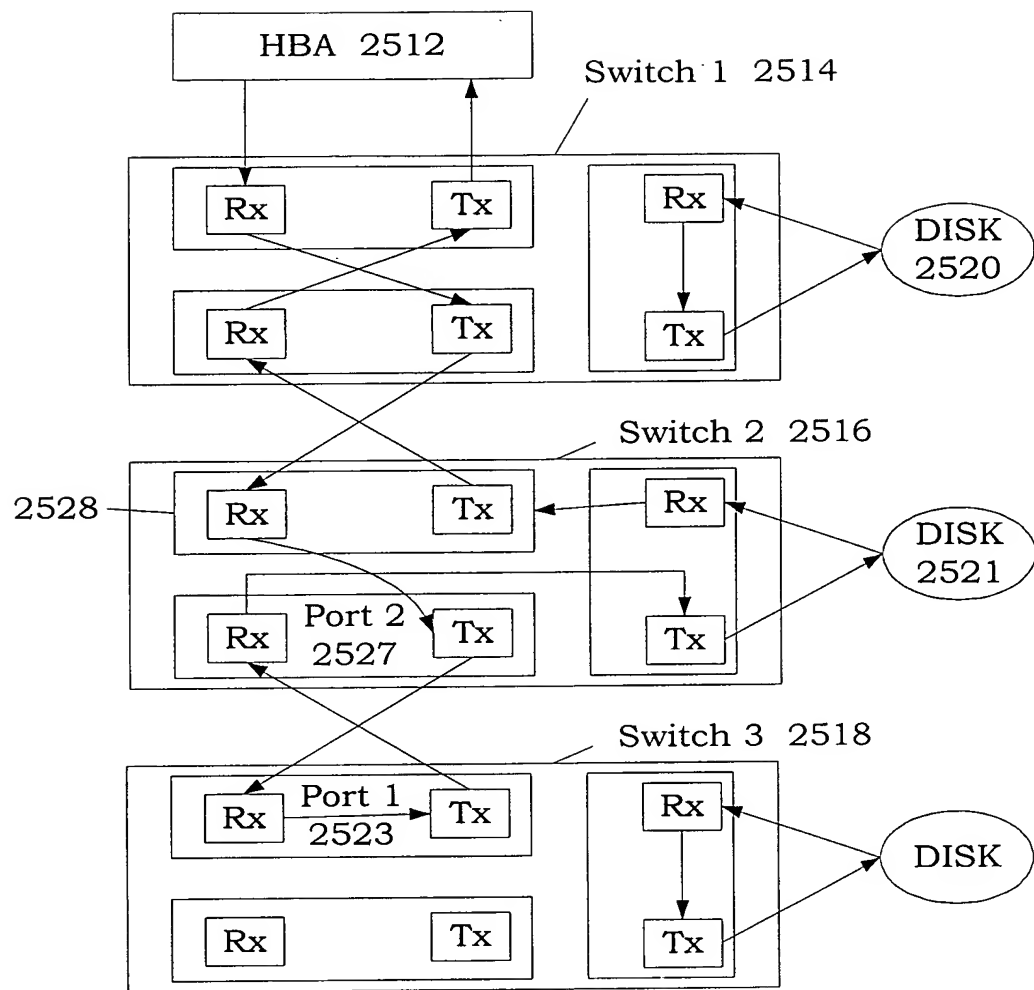 HBA 2512
Switch 1 2514
Rx
Tx
Rx
DISK
2520
Rx
Tx
Tx
Switch 2 2516
2528
Rx
Tx
Rx
DISK
2521
Rx
Port 2
2527
Tx
Tx
Switch 3 2518
Rx
Port 1
2523
Tx
Rx
DISK
Rx
Tx
Tx